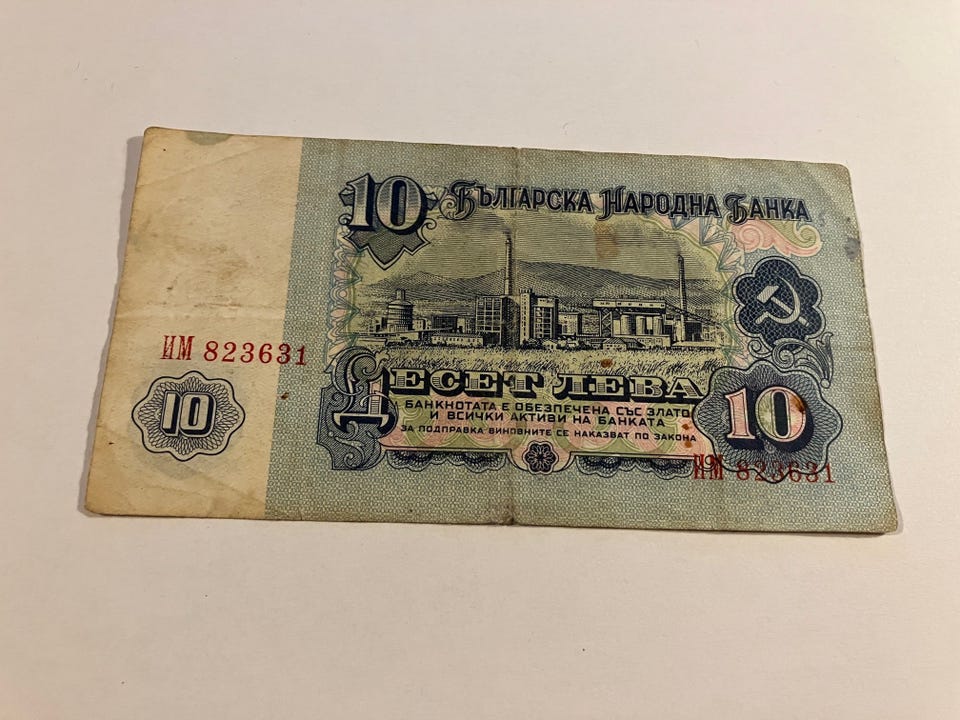 10 Българска Народна Банка
ИМ 823631
10
Десет лева
БАНКНОТАТА Е ОБЕЗПЕЧЕНА СЪС ЗЛАТО
И ВСИЧКИ АКТИВИ НА БАНКАТА
ЗА ПОДПРАВКА ВИНОВНИТЕ СЕ НАКАЗВАТ ПО ЗАКОНА
10
ИМ 823631